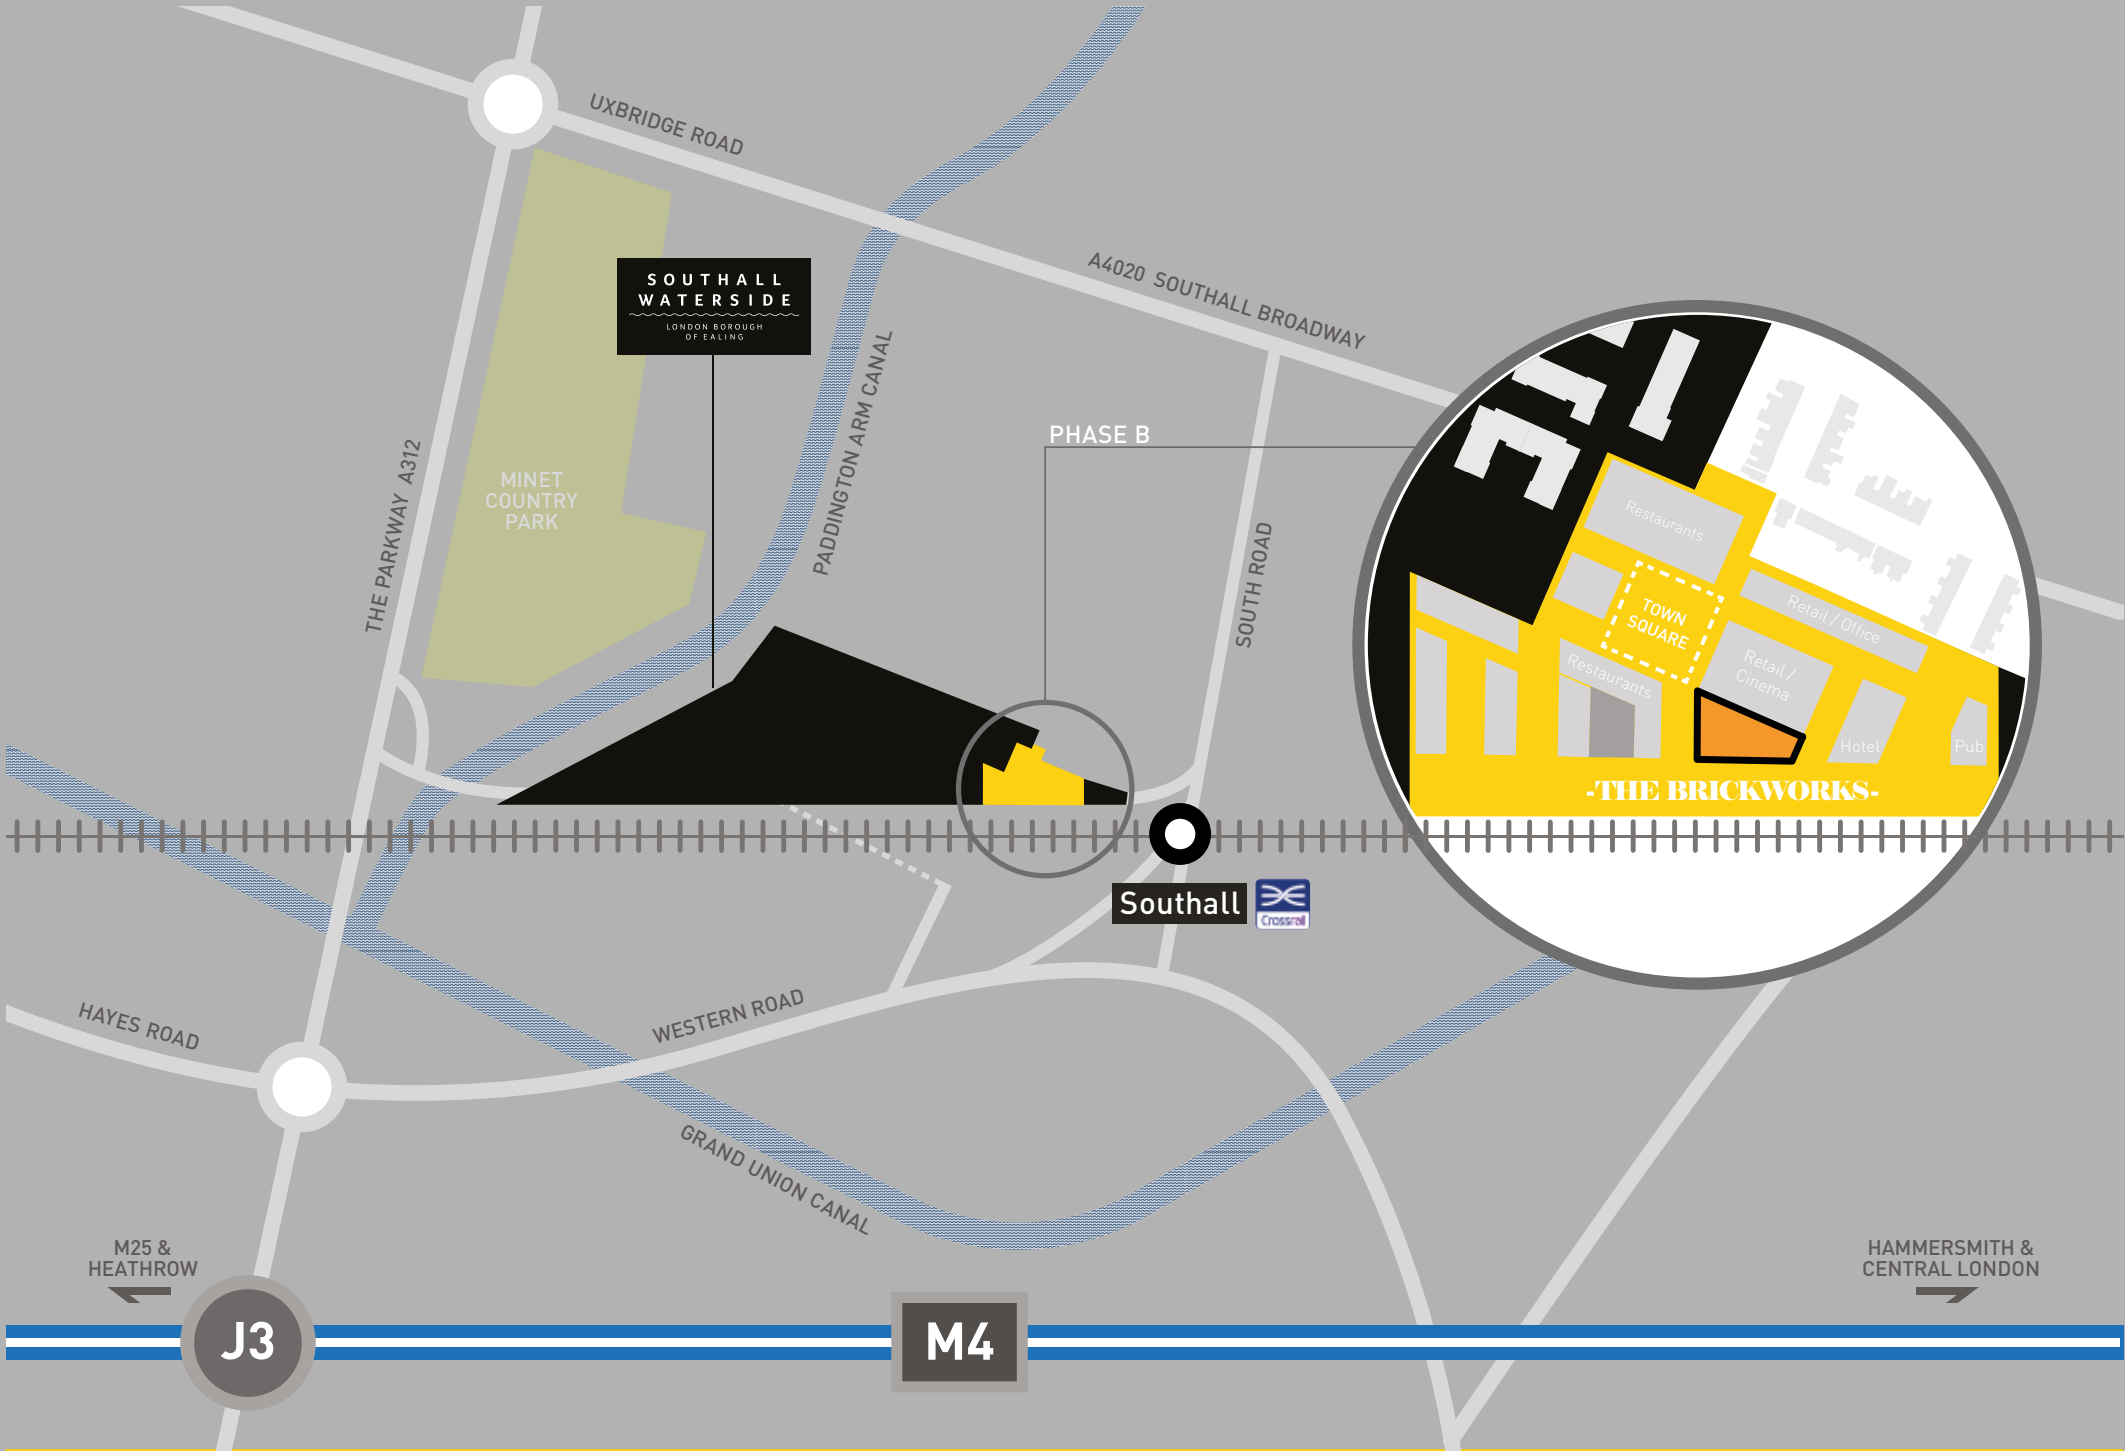 UXBRIDGE ROAD
A4020 SOUTHALL BROADWAY
SOUTHALL
WATERSIDE
LONDON BOROUGH
OF EALING
PADDINGTON ARM CANAL
THE PARKWAY A312
MINET
COUNTRY
PARK
PHASE B
SOUTH ROAD
Restaurants
TOWN
SQUARE
Retail / Office
Restaurants
Retail /
Cinema
Hotel
Pub
-THE BRICKWORKS-
Southall
Crossrail
HAYES ROAD
WESTERN ROAD
GRAND UNION CANAL
M25 &
HEATHROW
HAMMERSMITH &
CENTRAL LONDON
J3
M4